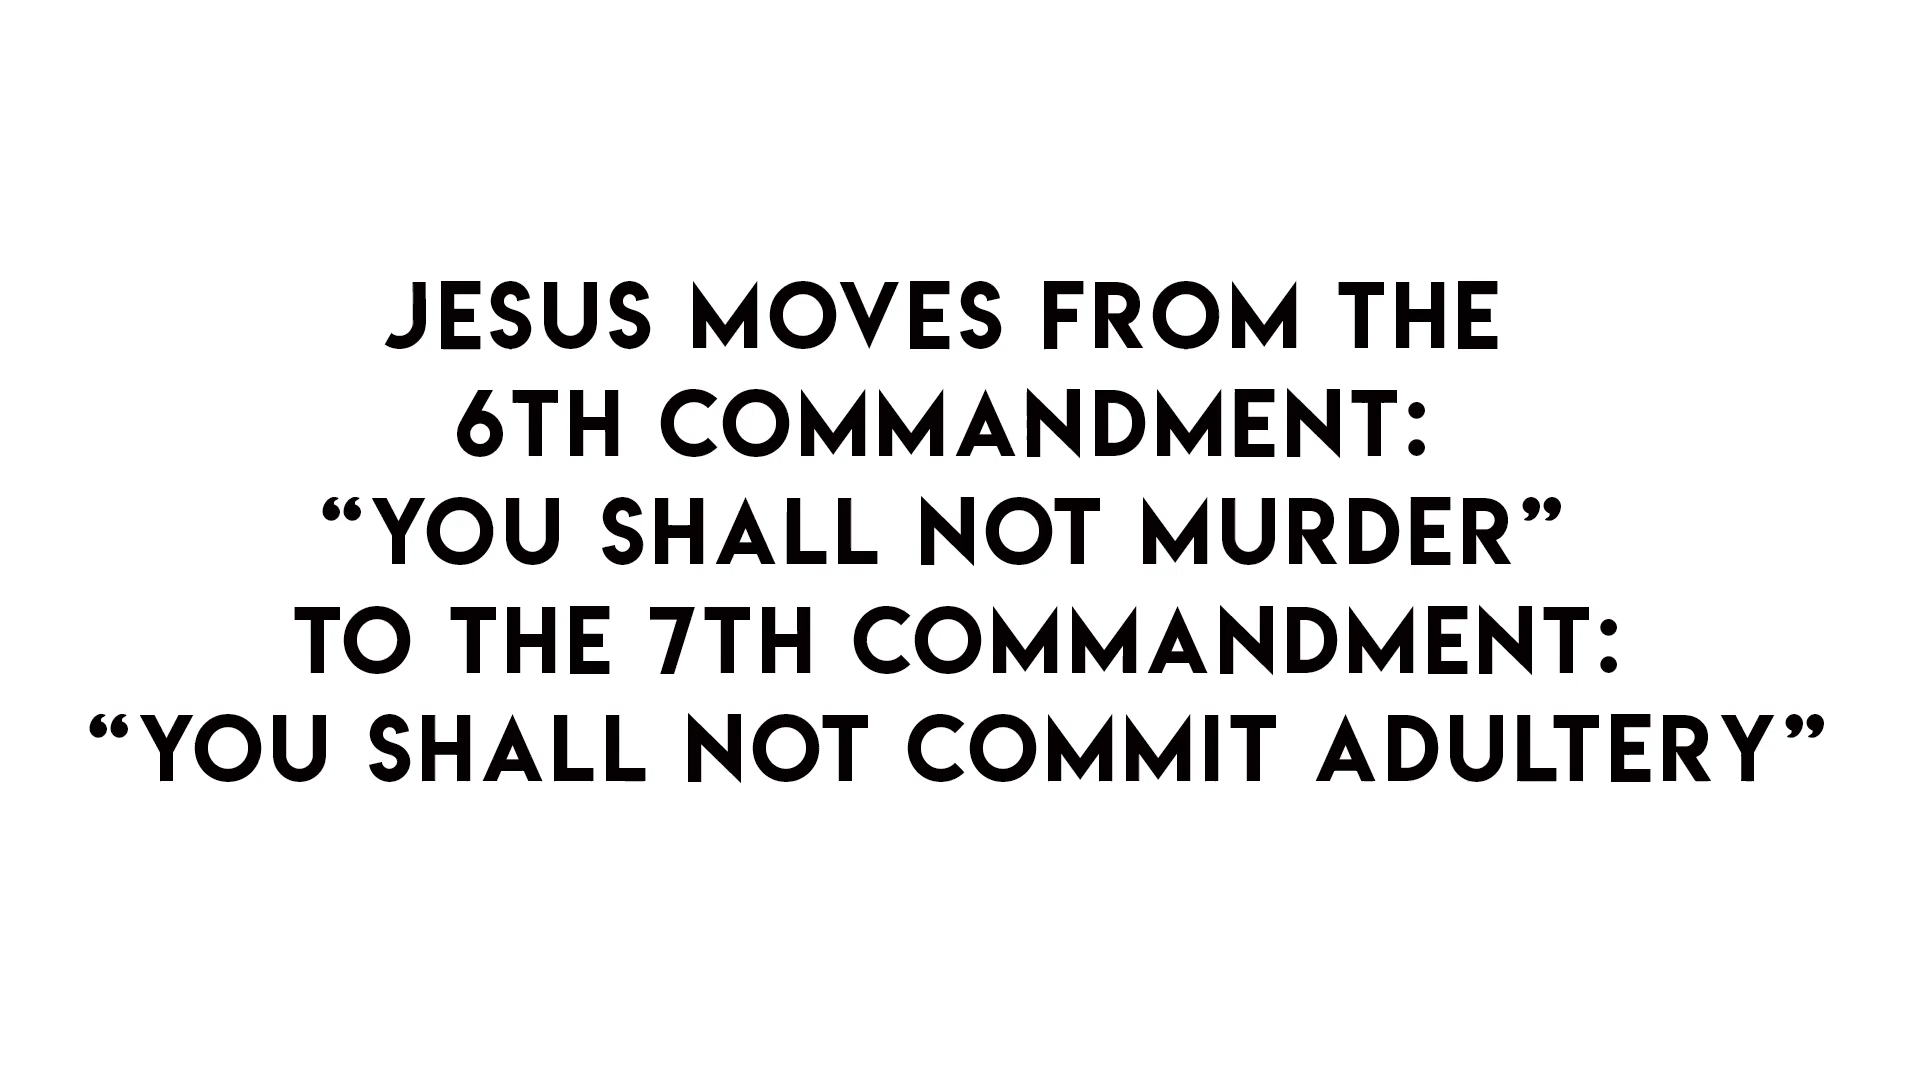 JESUS MOVES FROM THE
6TH COMMANDMENT:
“YOU SHALL NOT MURDER”
TO THE 7TH COMMANDMENT:
“YOU SHALL NOT COMMIT ADULTERY”